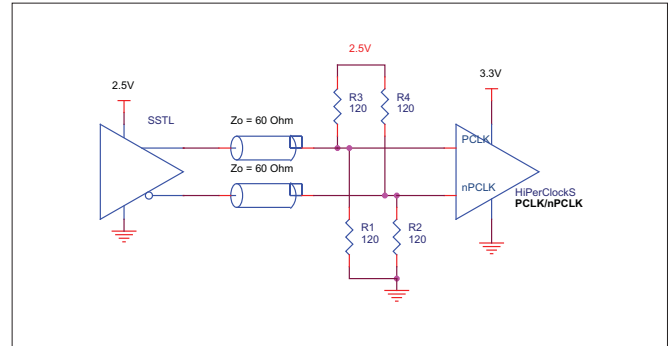 2.5V
2.5V
3.3V
SSTL
Zo = 60 Ohm
R3
120
R4
120
PCLK
Zo = 60 Ohm
nPCLK
HiPerClockS
PCLK/nPCLK
R1
120
R2
120